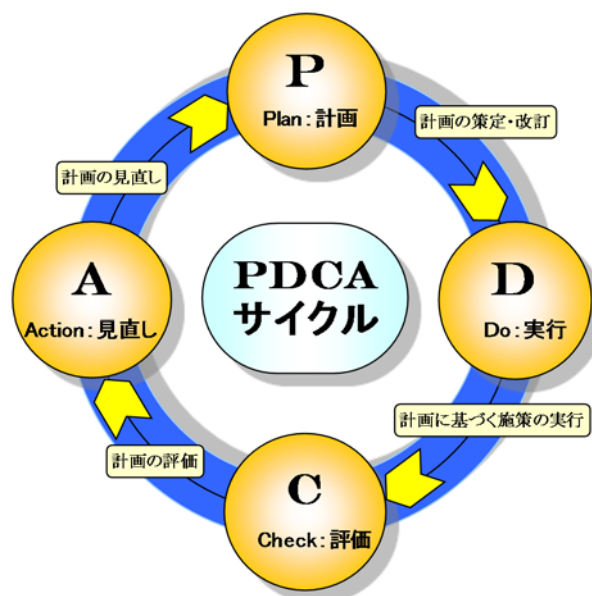 P
Plan：計画
計画の策定・改訂
計画の見直し
A
Action：見直し
PDCA
サイクル
D
Do：実行
計画に基づく施策の実行
計画の評価
C
Check：評価